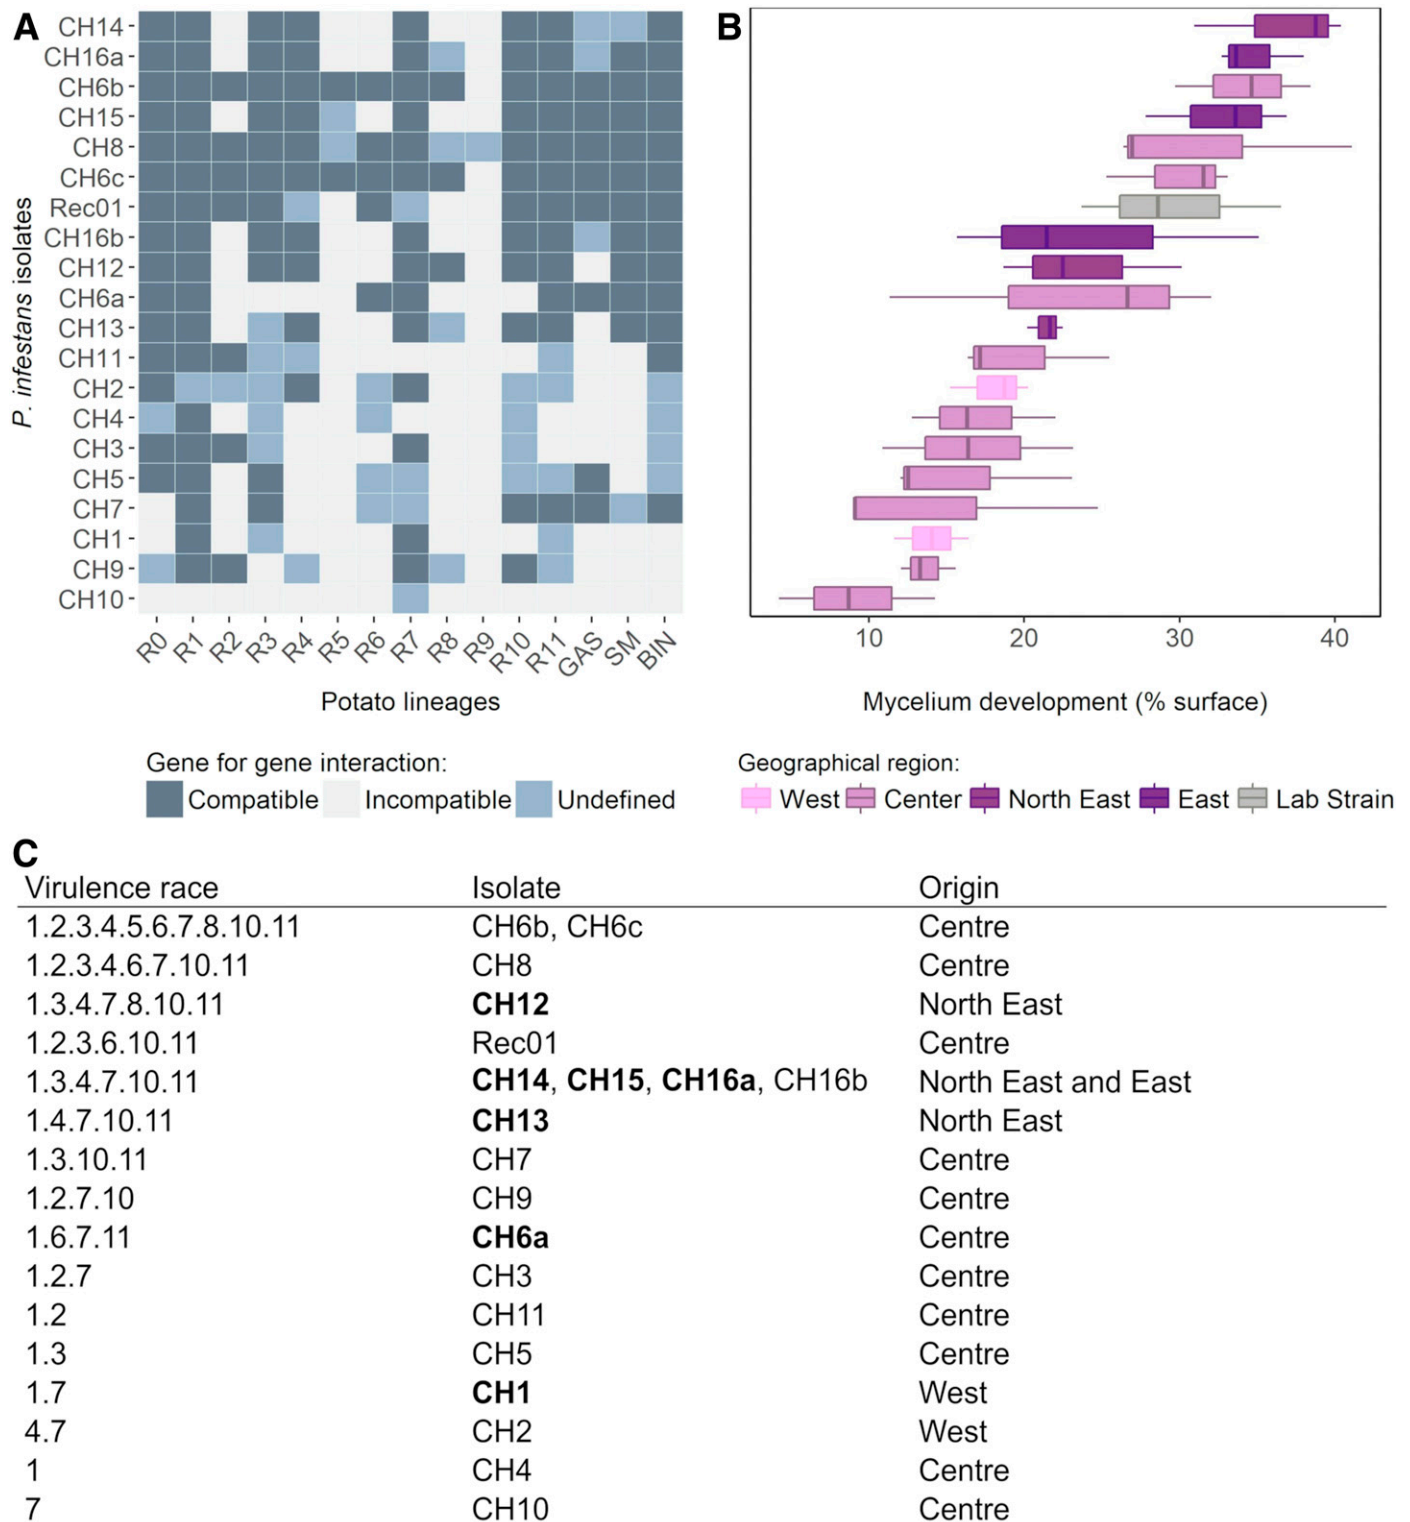 A
B
P. infestans isolates
CH14
CH16a
CH6b
CH15
CH8
CH6c
Rec01
CH16b
CH12
CH6a
CH13
CH11
CH2
CH4
CH3
CH5
CH7
CH1
CH9
CH10
R0 R1 R2 R3 R4 R5 R6 R7 R8 R9 R10 R11 GAS SM BIN
Potato lineages
10 20 30 40
Mycelium development (% surface)
Gene for gene interaction:
Compatible Incompatible Undefined
Geographical region:
West Center North East East Lab Strain
C
Virulence race Isolate Origin
1.2.3.4.5.6.7.8.10.11 CH6b, CH6c Centre
1.2.3.4.6.7.10.11 CH8 Centre
1.3.4.7.8.10.11 CH12 North East
1.2.3.6.10.11 Rec01 Centre
1.3.4.7.10.11 CH14, CH15, CH16a, CH16b North East and East
1.4.7.10.11 CH13 North East
1.3.10.11 CH7 Centre
1.2.7.10 CH9 Centre
1.6.7.11 CH6a Centre
1.2.7 CH3 Centre
1.2 CH11 Centre
1.3 CH5 Centre
1.7 CH1 West
4.7 CH2 West
1 CH4 Centre
7 CH10 Centre